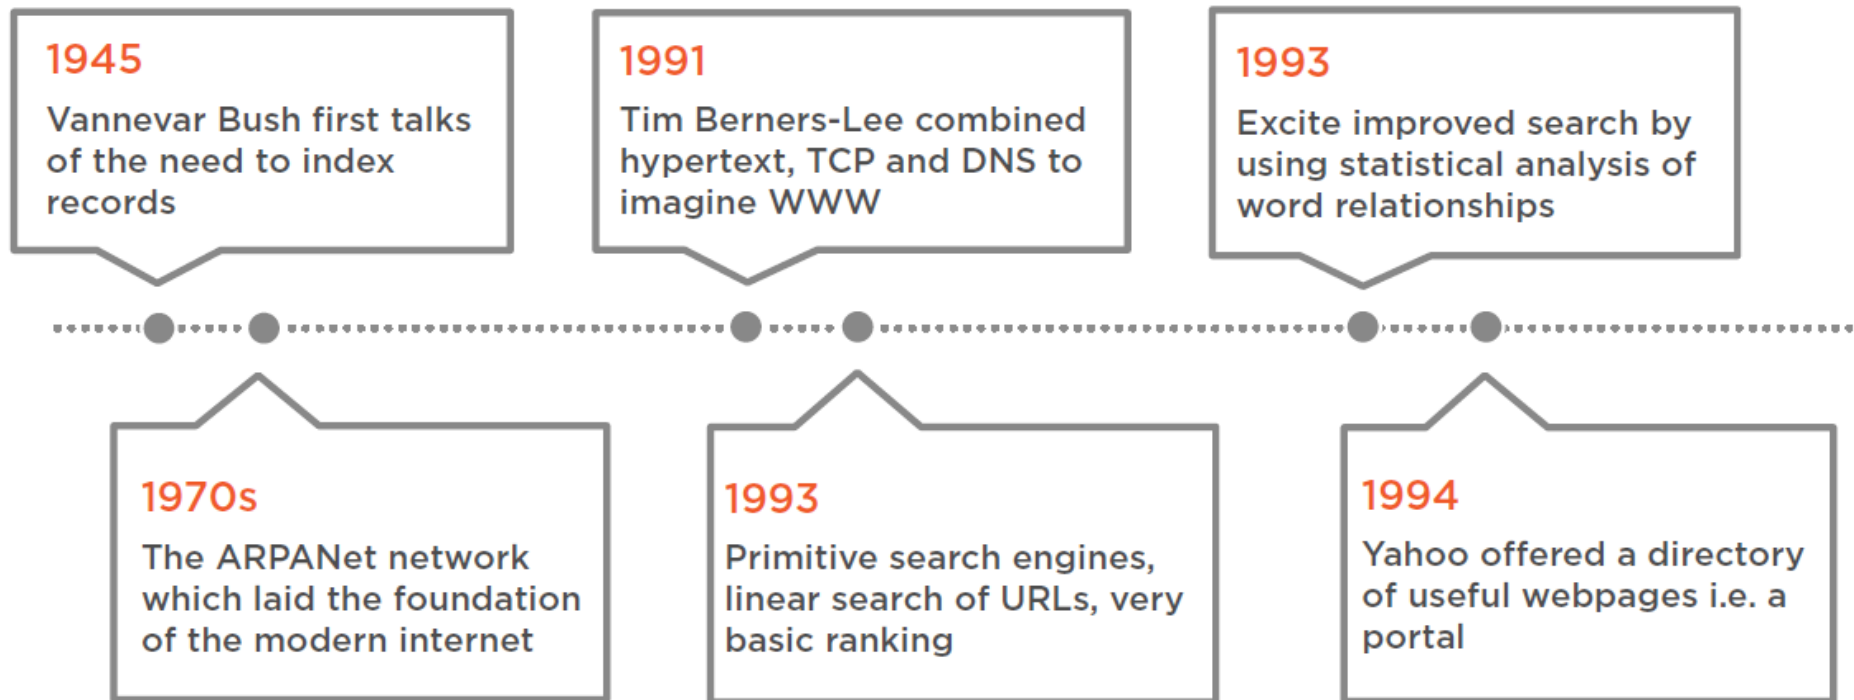 1945
Vannevar Bush first talks
of the need to index
records
1970s
The ARPANet network
which laid the foundation
of the modern internet
1991
Tim Berners-Lee combined
hypertext, TCP and DNS to
imagine WWW
1993
Primitive search engines,
linear search of URLs, very
basic ranking
1993
Excite improved search by
using statistical analysis of
word relationships
1994
Yahoo offered a directory
of useful webpages i.e. a
portal